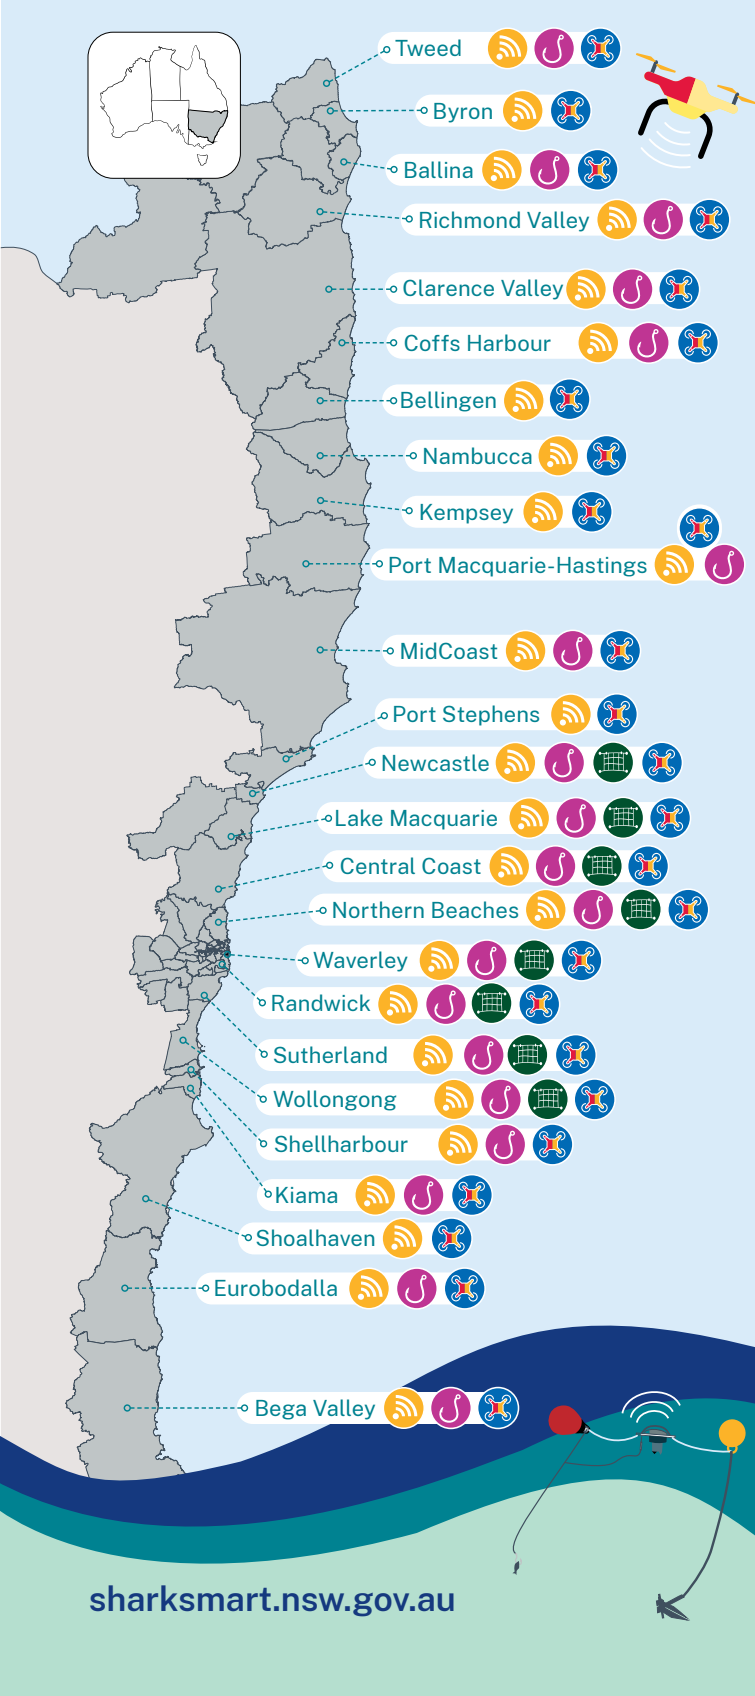 Tweed
Byron
Ballina
Richmond Valley
Clarence Valley
Coffs Harbour
Bellingen
Nambucca
Kempsey
Port Macquarie-Hastings
MidCoast
Port Stephens
Newcastle
Lake Macquarie
Central Coast
Northern Beaches
Waverley
Randwick
Sutherland
Wollongong
Shellharbour
Kiama
Shoalhaven
Eurobodalla
Bega Valley
sharksmart.nsw.gov.au